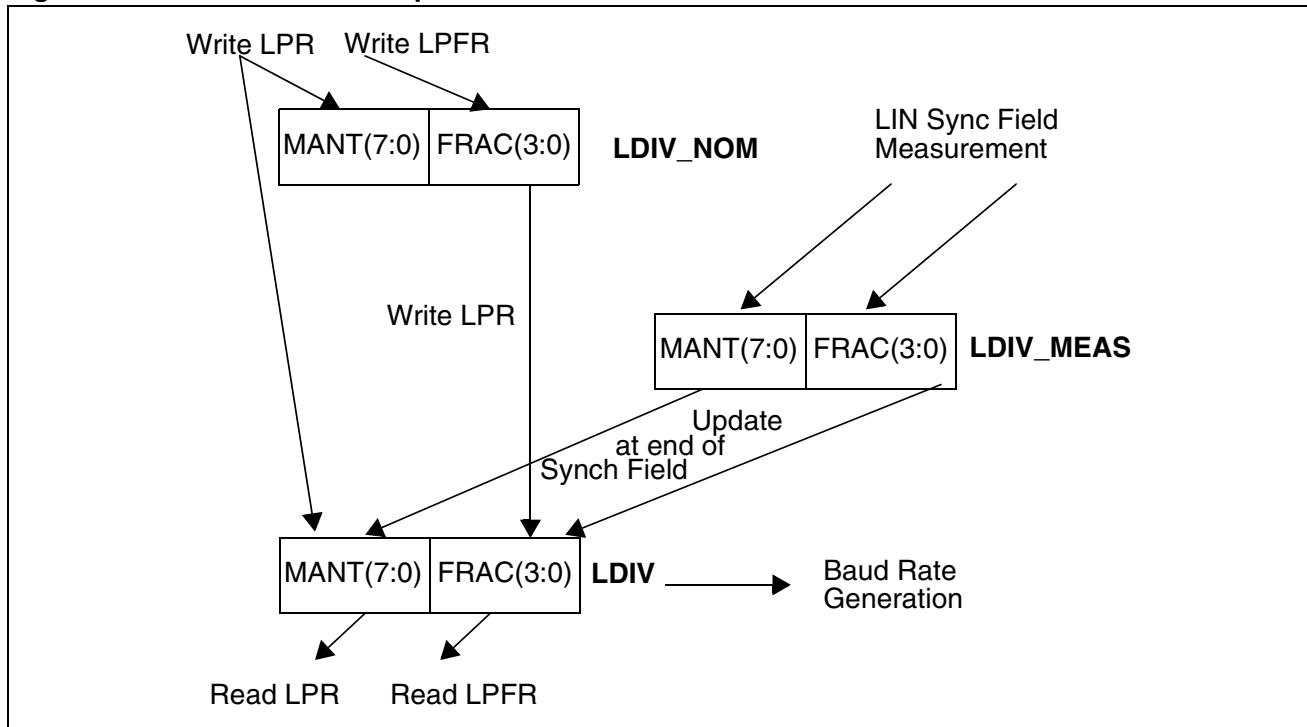 Write LPR
Write LPFR
MANT(7:0)
FRAC(3:0)
LDIV_NOM
LIN Sync Field
Measurement
Write LPR
MANT(7:0)
FRAC(3:0)
LDIV_MEAS
Update
at end of
Synch Field
MANT(7:0)
FRAC(3:0)
LDIV
Baud Rate
Generation
Read LPR
Read LPFR